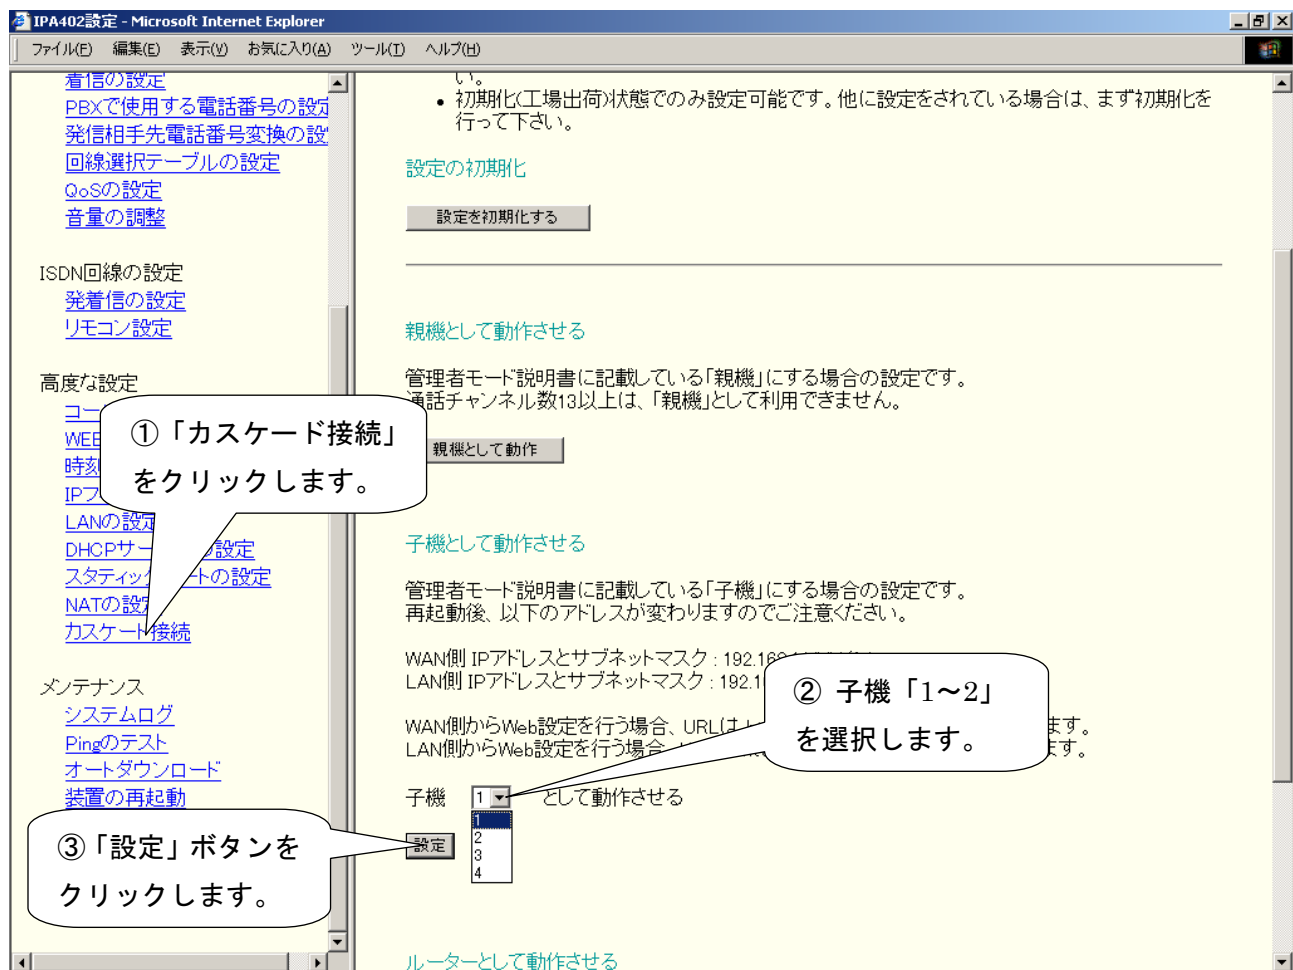 IPA402設定 - Microsoft Internet Explorer
ファイル(F) 編集(E) 表示(V) お気に入り(A) ツール(T) ヘルプ(H)
着信の設定
PBXで使用する電話番号の設定
発信相手先電話番号変換の設
回線選択テーブルの設定
QoSの設定
音量の調整
ISDN回線の設定
発着信の設定
リモコン設定
高度な設定
コー
WEB
時刻
IPフ
LANの設定
DHCPサー 設定
スタティック ートの設定
NATの設定
カスケート接続
メンテナンス
システムログ
Pingのテスト
オートダウンロード
装置の再起動
い。
• 初期化(工場出荷)状態でのみ設定可能です。他に設定をされている場合は、まず初期化を
行って下さい。
設定の初期化
設定を初期化する
親機として動作させる
管理者モード説明書に記載している「親機」にする場合の設定です。
通話チャンネル数13以上は、「親機」として利用できません。
親機として動作
子機として動作させる
管理者モード説明書に記載している「子機」にする場合の設定です。
再起動後、以下のアドレスが変わりますのでご注意ください。
WAN側 IPアドレスとサブネットマスク : 192.168
LAN側 IPアドレスとサブネットマスク : 192.1
WAN側からWeb設定を行う場合、URLは ます。
LAN側からWeb設定を行う場合、 ます。
子機 1 として動作させる
1
2
3
4
設定
ルーターとして動作させる
①「カスケード接続」
をクリックします。
② 子機「1～2」
を選択します。
③「設定」ボタンを
クリックします。